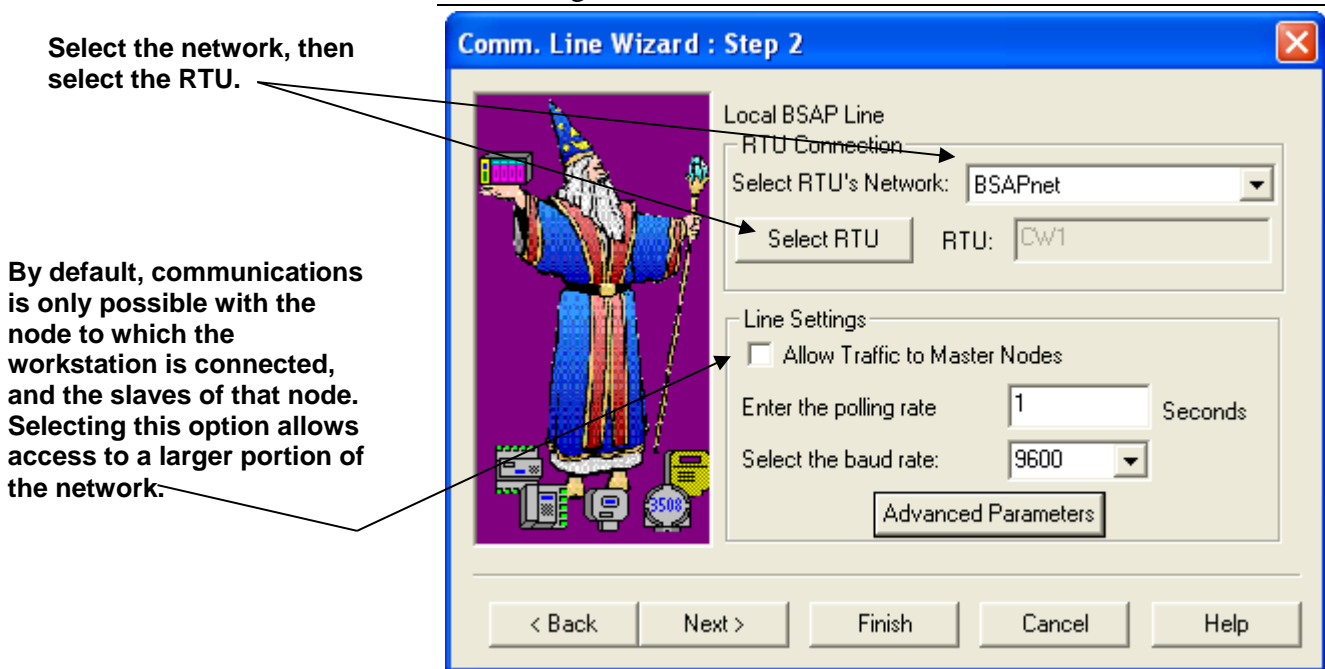 Select the network, then
select the RTU.
By default, communications
is only possible with the
node to which the
workstation is connected,
and the slaves of that node.
Selecting this option allows
access to a larger portion of
the network.
Comm. Line Wizard : Step 2
Local BSAP Line
RTU Connection
Select RTU's Network: BSAPnet
Select RTU RTU: CW1
Line Settings
Allow Traffic to Master Nodes
Enter the polling rate 1 Seconds
Select the baud rate: 9600
Advanced Parameters
3508
< Back Next > Finish Cancel Help